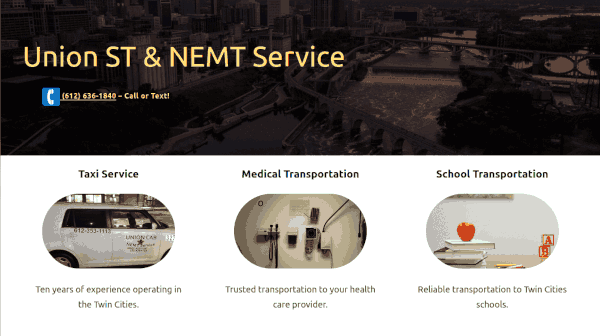 Union ST & NEMT Service
(612) 636-1840 – Call or Text!
Taxi Service
Medical Transportation
School Transportation
612-353-1113
UNION CAB
Ten years of experience operating in
the Twin Cities.
Trusted transportation to your health
care provider.
Reliable transportation to Twin Cities
schools.